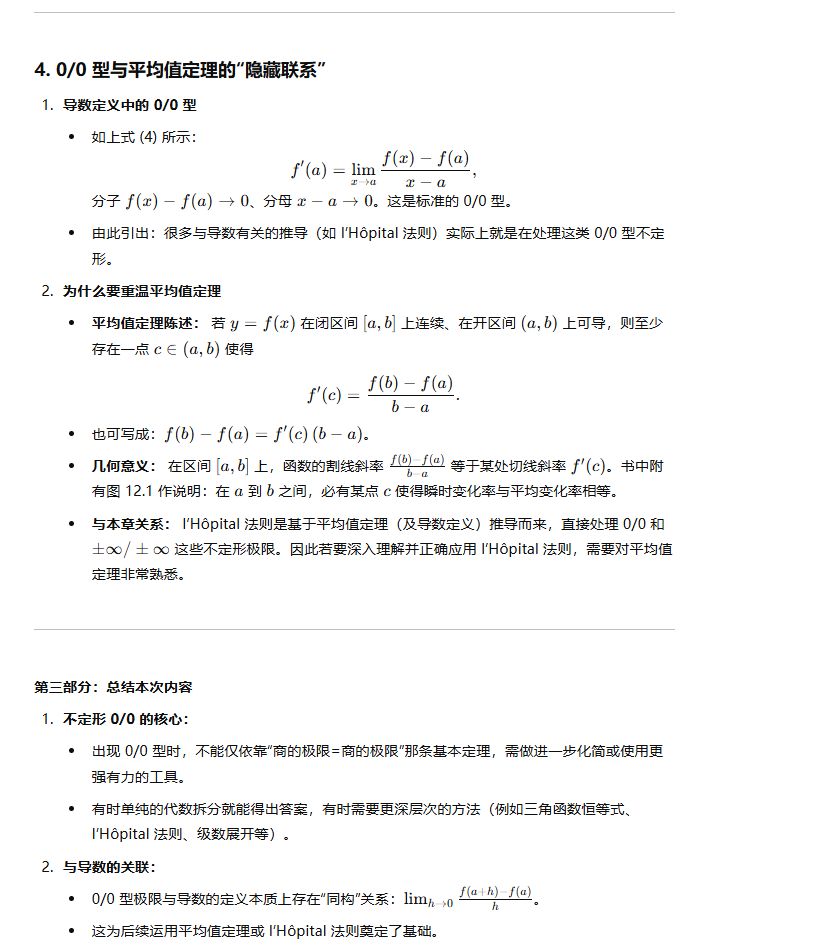 4. 0/0 型与平均值定理的“隐藏联系”
1. 导数定义中的 0/0 型
• 如上式 (4) 所示：
f′(a) = lim_{x→a} \frac{f(x) − f(a)}{x − a},
分子 f(x) − f(a) → 0、分母 x − a → 0。这是标准的 0/0 型。
• 由此引出：很多与导数有关的推导（如 l’Hôpital 法则）实际上就是在处理这类 0/0 型不定
形。
2. 为什么要重温平均值定理
• 平均值定理陈述： 若 y = f(x) 在闭区间 [a, b] 上连续、在开区间 (a, b) 上可导，则至少
存在一点 c ∈ (a, b) 使得
f′(c) = \frac{f(b) − f(a)}{b − a}.
• 也可写成：f(b) − f(a) = f′(c) (b − a)。
• 几何意义： 在区间 [a, b] 上，函数的割线斜率 \frac{f(b)−f(a)}{b−a} 等于某处切线斜率 f′(c)。书中附
有图 12.1 作说明：在 a 到 b 之间，必有某点 c 使得瞬时变化率与平均变化率相等。
• 与本章关系： l’Hôpital 法则是基于平均值定理（及导数定义）推导而来，直接处理 0/0 和
±∞/ ± ∞ 这些不定形极限。因此若要深入理解并正确应用 l’Hôpital 法则，需要对平均值
定理非常熟悉。
第三部分：总结本次内容
1. 不定形 0/0 的核心：
• 出现 0/0 型时，不能仅依靠“商的极限=商的极限”那条基本定理，需做进一步化简或使用更
强有力的工具。
• 有时单纯的代数拆分就能得出答案，有时需要更深层次的方法（例如三角函数恒等式、
l’Hôpital 法则、级数展开等）。
2. 与导数的关联：
• 0/0 型极限与导数的定义本质上存在“同构”关系：lim_{h→0} \frac{f(a+h)−f(a)}{h}。
• 这为后续运用平均值定理或 l’Hôpital 法则奠定了基础。